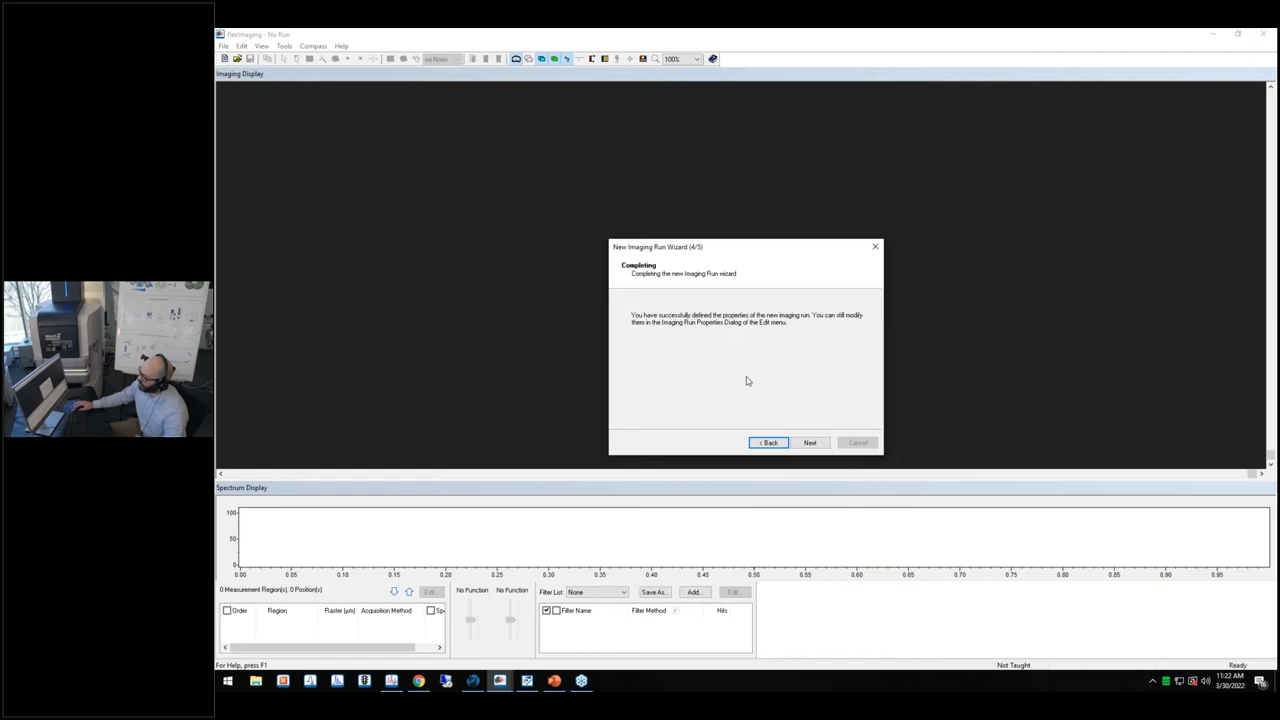 flexImaging - No Run
File Edit View Tools Compass Help
no Norm 100%
Imaging Display
New Imaging Run Wizard (4/5)
Completing
Completing the new Imaging Run wizard
You have successfully defined the properties of the new imaging run. You can still modify
them in the Imaging Run Properties Dialog of the Edit menu.
< Back Next Cancel
Spectrum Display
100
50
0
0.00 0.05 0.10 0.15 0.20 0.25 0.30 0.35 0.40 0.45 0.50 0.55 0.60 0.65 0.70 0.75 0.80 0.85 0.90 0.95
0 Measurement Region(s), 0 Position(s) Edit... No Function No Function Filter List: None Save As... Add... Edit...
Order Region Raster (µm) Acquisition Method Spe Filter Name Filter Method Hits
For Help, press F1 Not Taught Ready
11:22 AM
3/30/2022